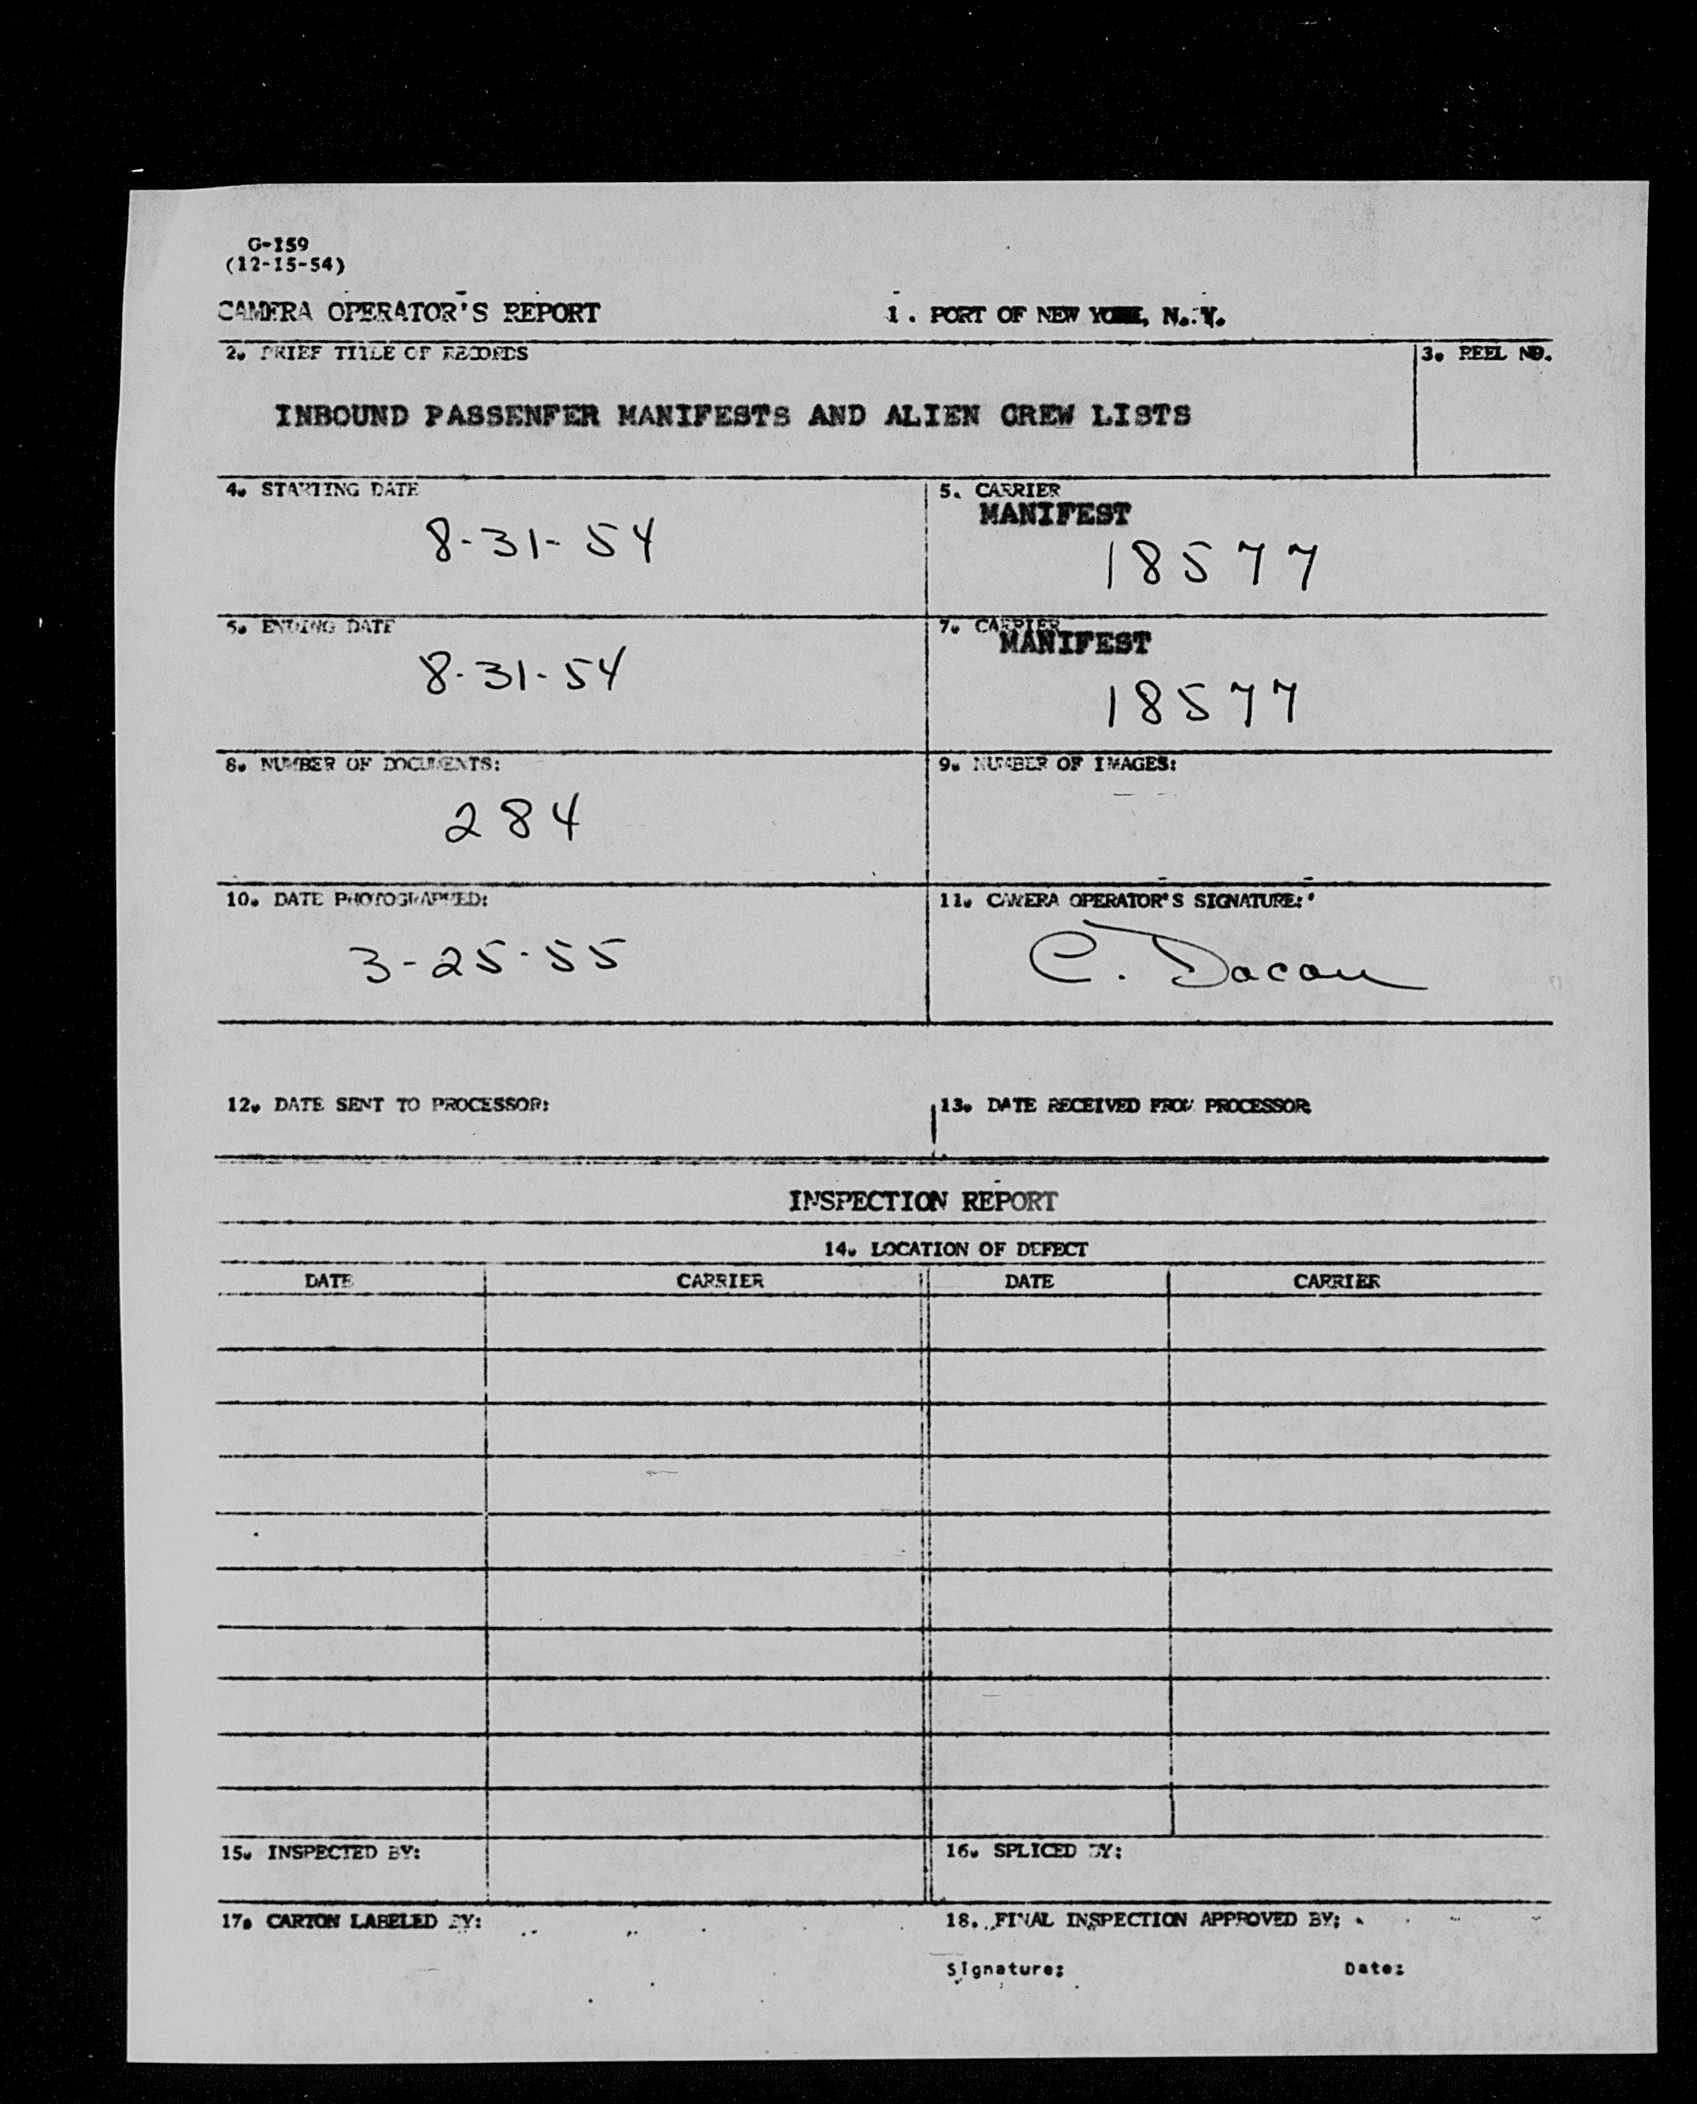 G-159
(12-15-54)
CAMERA OPERATOR'S REPORT
1. PORT OF NEW YORK, N.Y.
2. BRIEF TITLE OF RECORDS
3. REEL NO.
INBOUND PASSENFER MANIFESTS AND ALIEN CREW LISTS
4. STARTING DATE
8-31-54
5. CARRIER
MANIFEST
18577
6. ENDING DATE
8-31-54
7. CARRIER
MANIFEST
18577
8. NUMBER OF DOCUMENTS:
284
9. NUMBER OF IMAGES:
10. DATE PHOTOGRAPHED:
3-25-55
11. CAMERA OPERATOR'S SIGNATURE:
C. Dacau
12. DATE SENT TO PROCESSOR:
13. DATE RECEIVED FROM PROCESSOR
INSPECTION REPORT
14. LOCATION OF DEFECT
DATE CARRIER DATE CARRIER
15. INSPECTED BY:
16. SPLICED BY:
17. CARTON LABELED BY:
18. FINAL INSPECTION APPROVED BY:
Signature: Date: